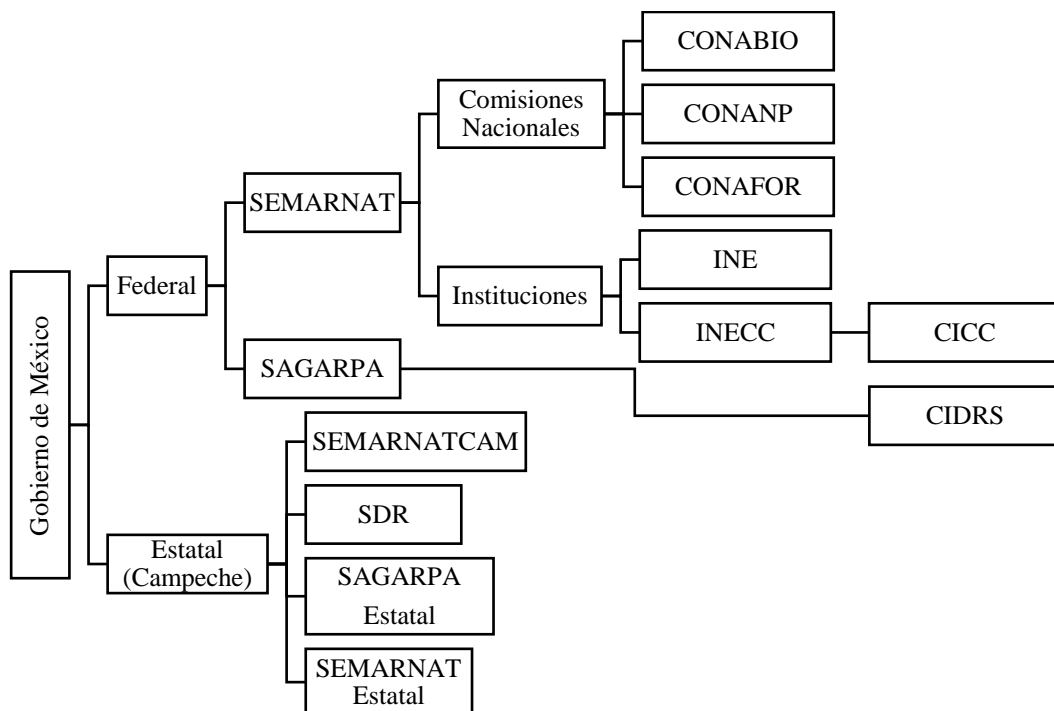 Gobierno de México
Federal
SEMARNAT
Comisiones
Nacionales
CONABIO
CONANP
CONAFOR
Instituciones
INE
INECC
CICC
SAGARPA
CIDRS
Estatal
(Campeche)
SEMARNATCAM
SDR
SAGARPA
Estatal
SEMARNAT
Estatal